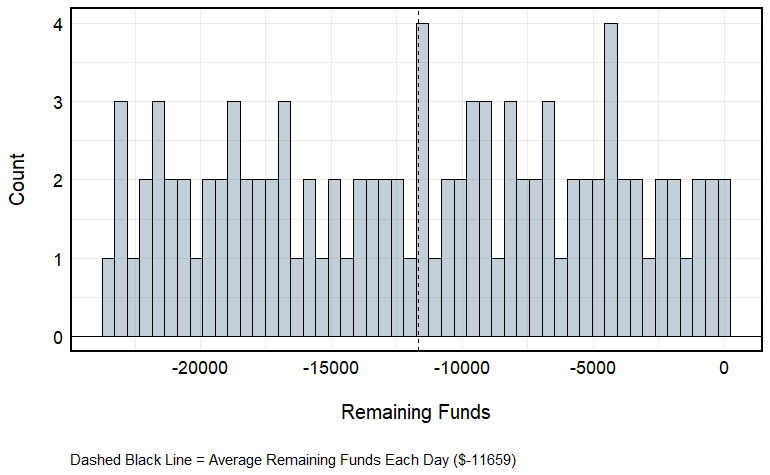 4
3
2
1
0
Count
-20000 -15000 -10000 -5000 0
Remaining Funds
Dashed Black Line = Average Remaining Funds Each Day ($-11659)